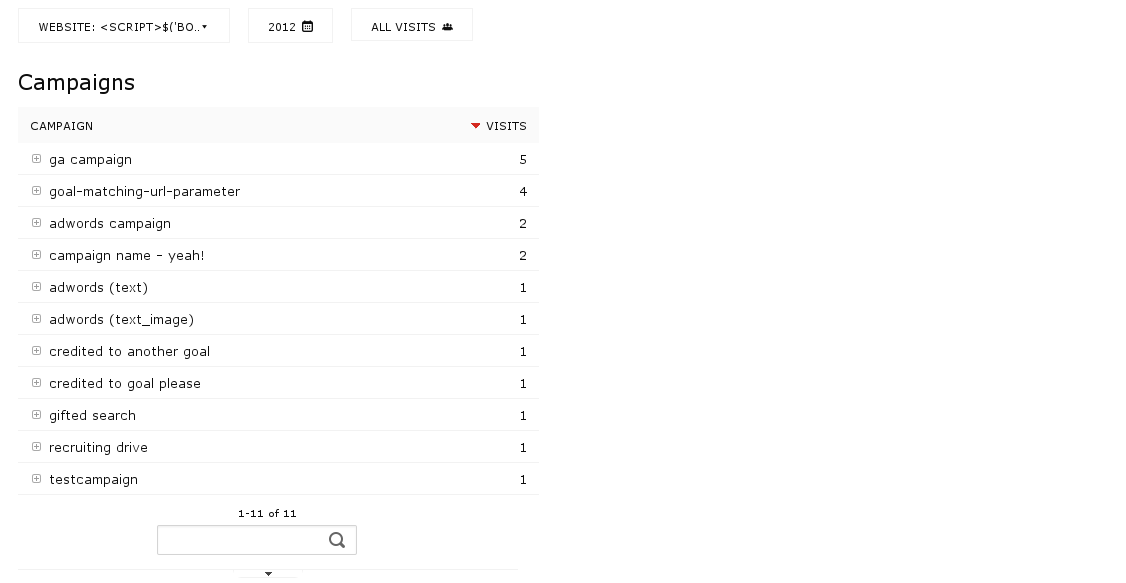 WEBSITE: <SCRIPT>$('BO.. 2012 ALL VISITS
Campaigns
CAMPAIGN VISITS
ga campaign 5
goal-matching-url-parameter 4
adwords campaign 2
campaign name - yeah! 2
adwords (text) 1
adwords (text_image) 1
credited to another goal 1
credited to goal please 1
gifted search 1
recruiting drive 1
testcampaign 1
1-11 of 11